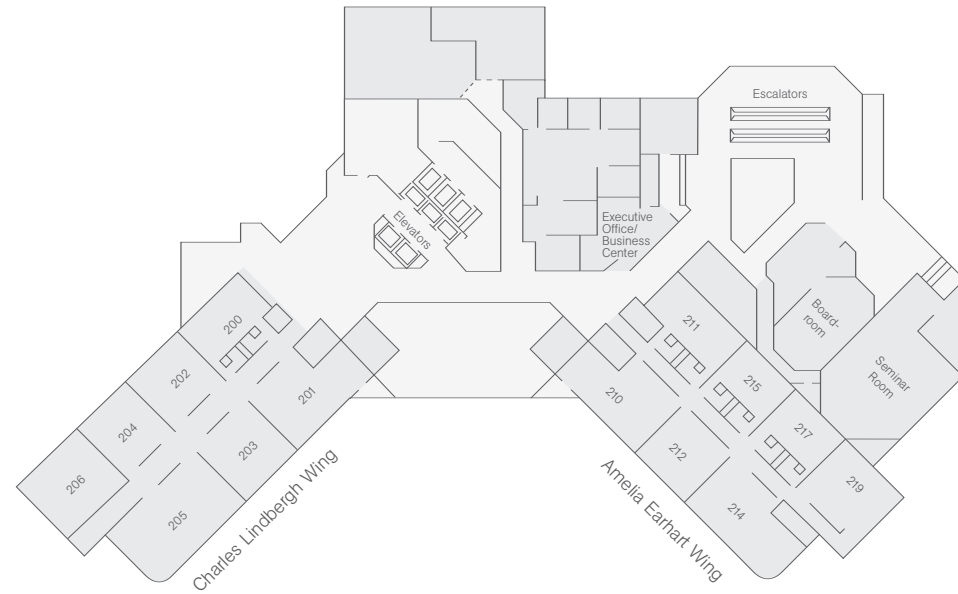 Escalators
Elevators
Executive
Office/
Business
Center
Board-
room
Seminar
Room
200
202
204
206
201
203
205
Charles Lindbergh Wing
211
215
217
219
210
212
214
Amelia Earhart Wing